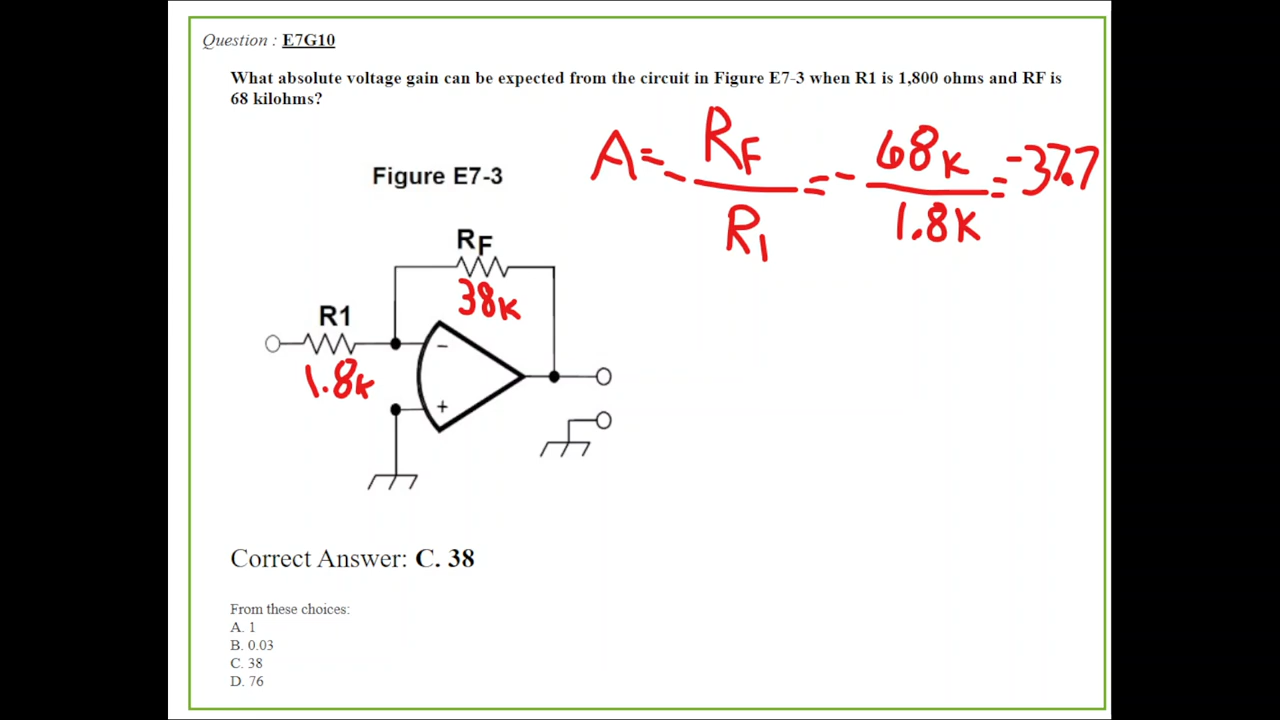 Question : E7G10
What absolute voltage gain can be expected from the circuit in Figure E7-3 when R1 is 1,800 ohms and RF is
68 kilohms?
A = - RF / R1 = - 68K / 1.8K = -37.7
Figure E7-3
RF
38K
R1
1.8K
−
+
Correct Answer: C. 38
From these choices:
A. 1
B. 0.03
C. 38
D. 76